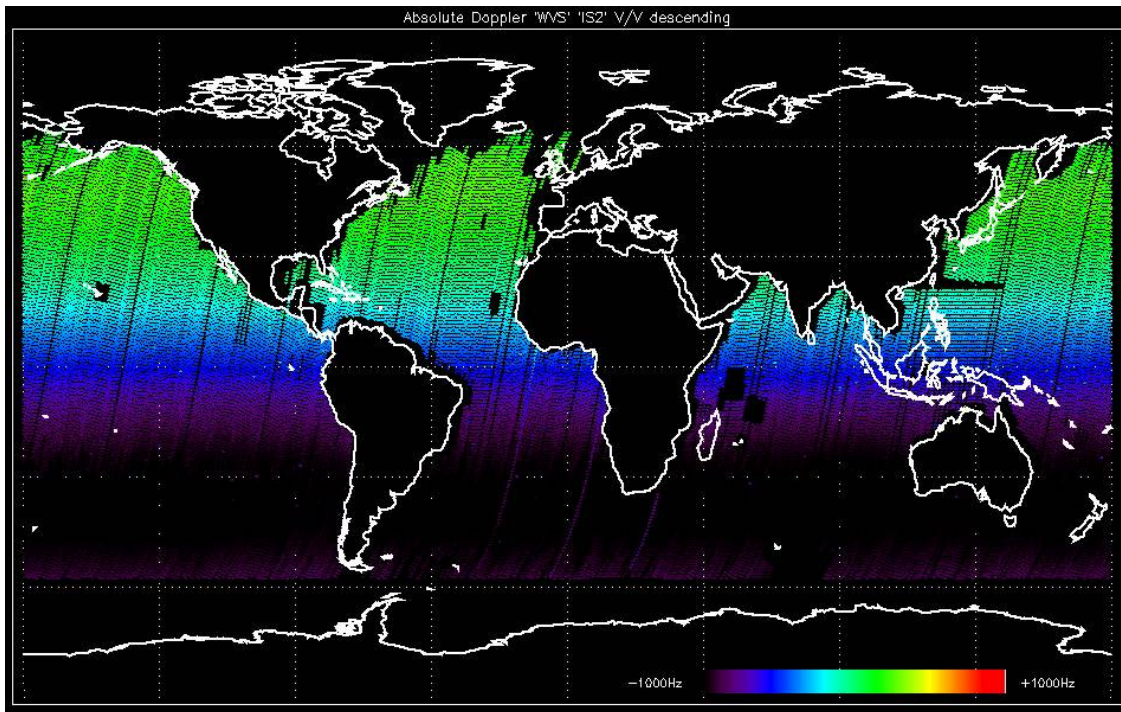 Absolute Doppler 'WVS' 'IS2' V/V descending
-1000Hz +1000Hz